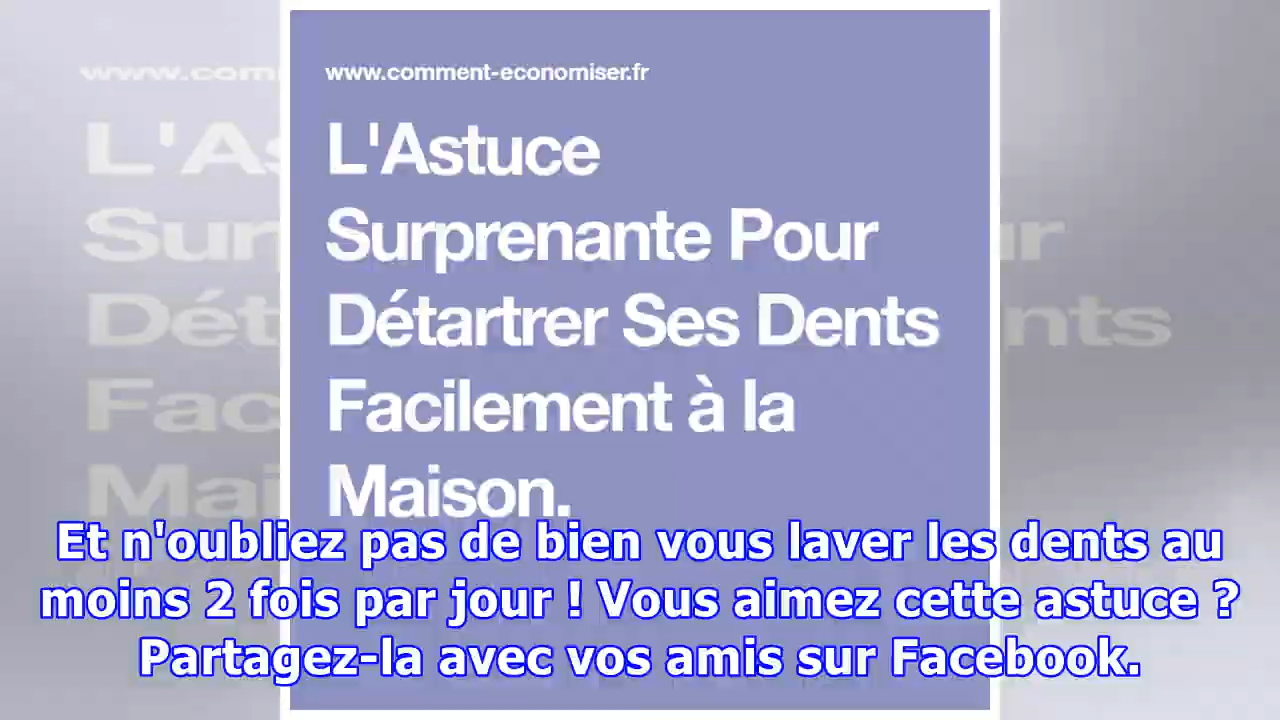 www.comment-economiser.fr
L'Astuce
Surprenante Pour
Détartrer Ses Dents
Facilement à la
Maison.
Et n'oubliez pas de bien vous laver les dents au
moins 2 fois par jour ! Vous aimez cette astuce ?
Partagez-la avec vos amis sur Facebook.